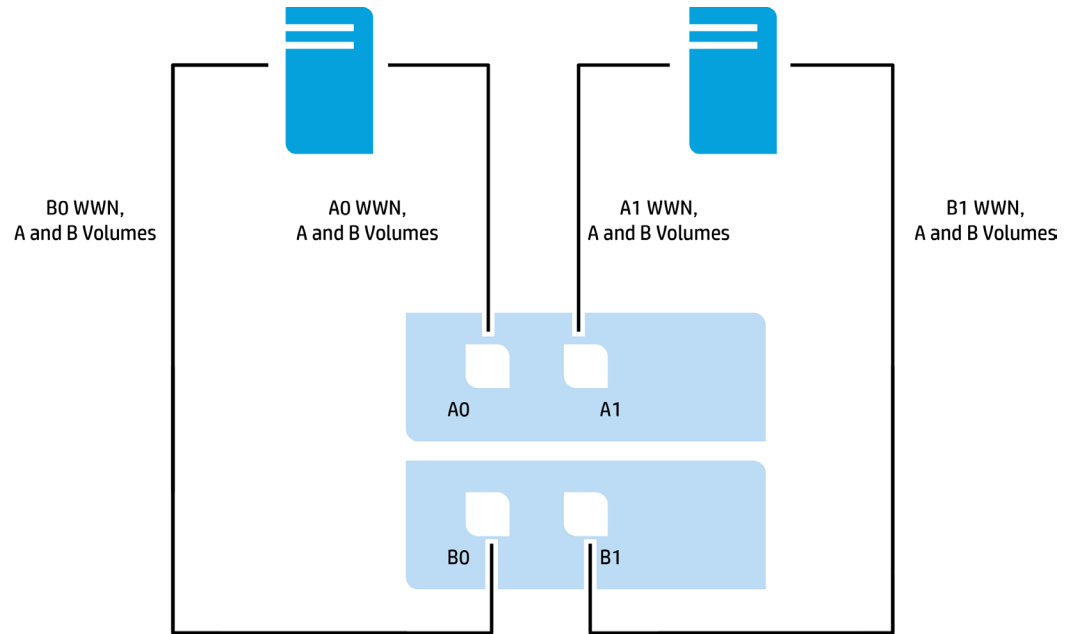 B0 WWN,
A and B Volumes
A0 WWN,
A and B Volumes
A1 WWN,
A and B Volumes
B1 WWN,
A and B Volumes
A0
A1
B0
B1